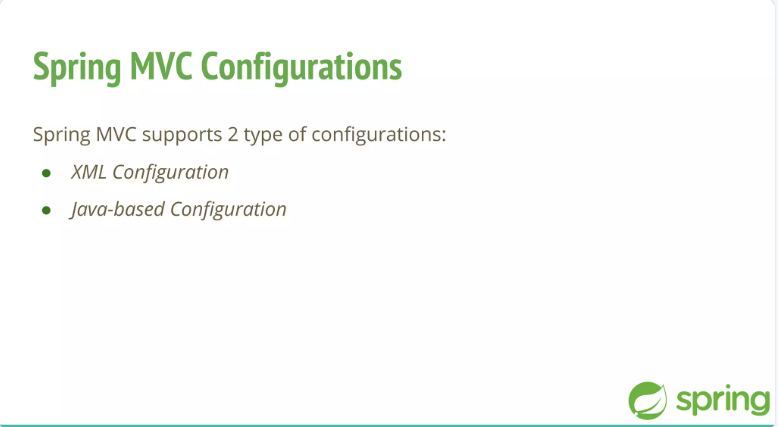 Spring MVC Configurations
Spring MVC supports 2 type of configurations:
● XML Configuration
● Java-based Configuration
spring